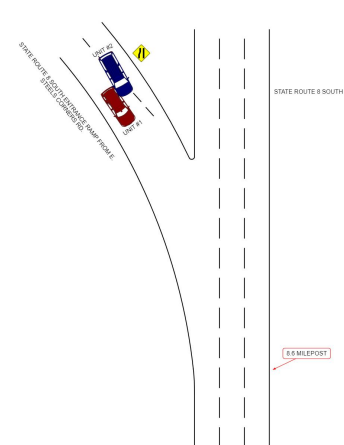 UNIT #2
STATE ROUTE 8 SOUTH ENTRANCE RAMP FROM E.
STEELS CORNERS RD.
UNIT #1
STATE ROUTE 8 SOUTH
8.6 MILEPOST